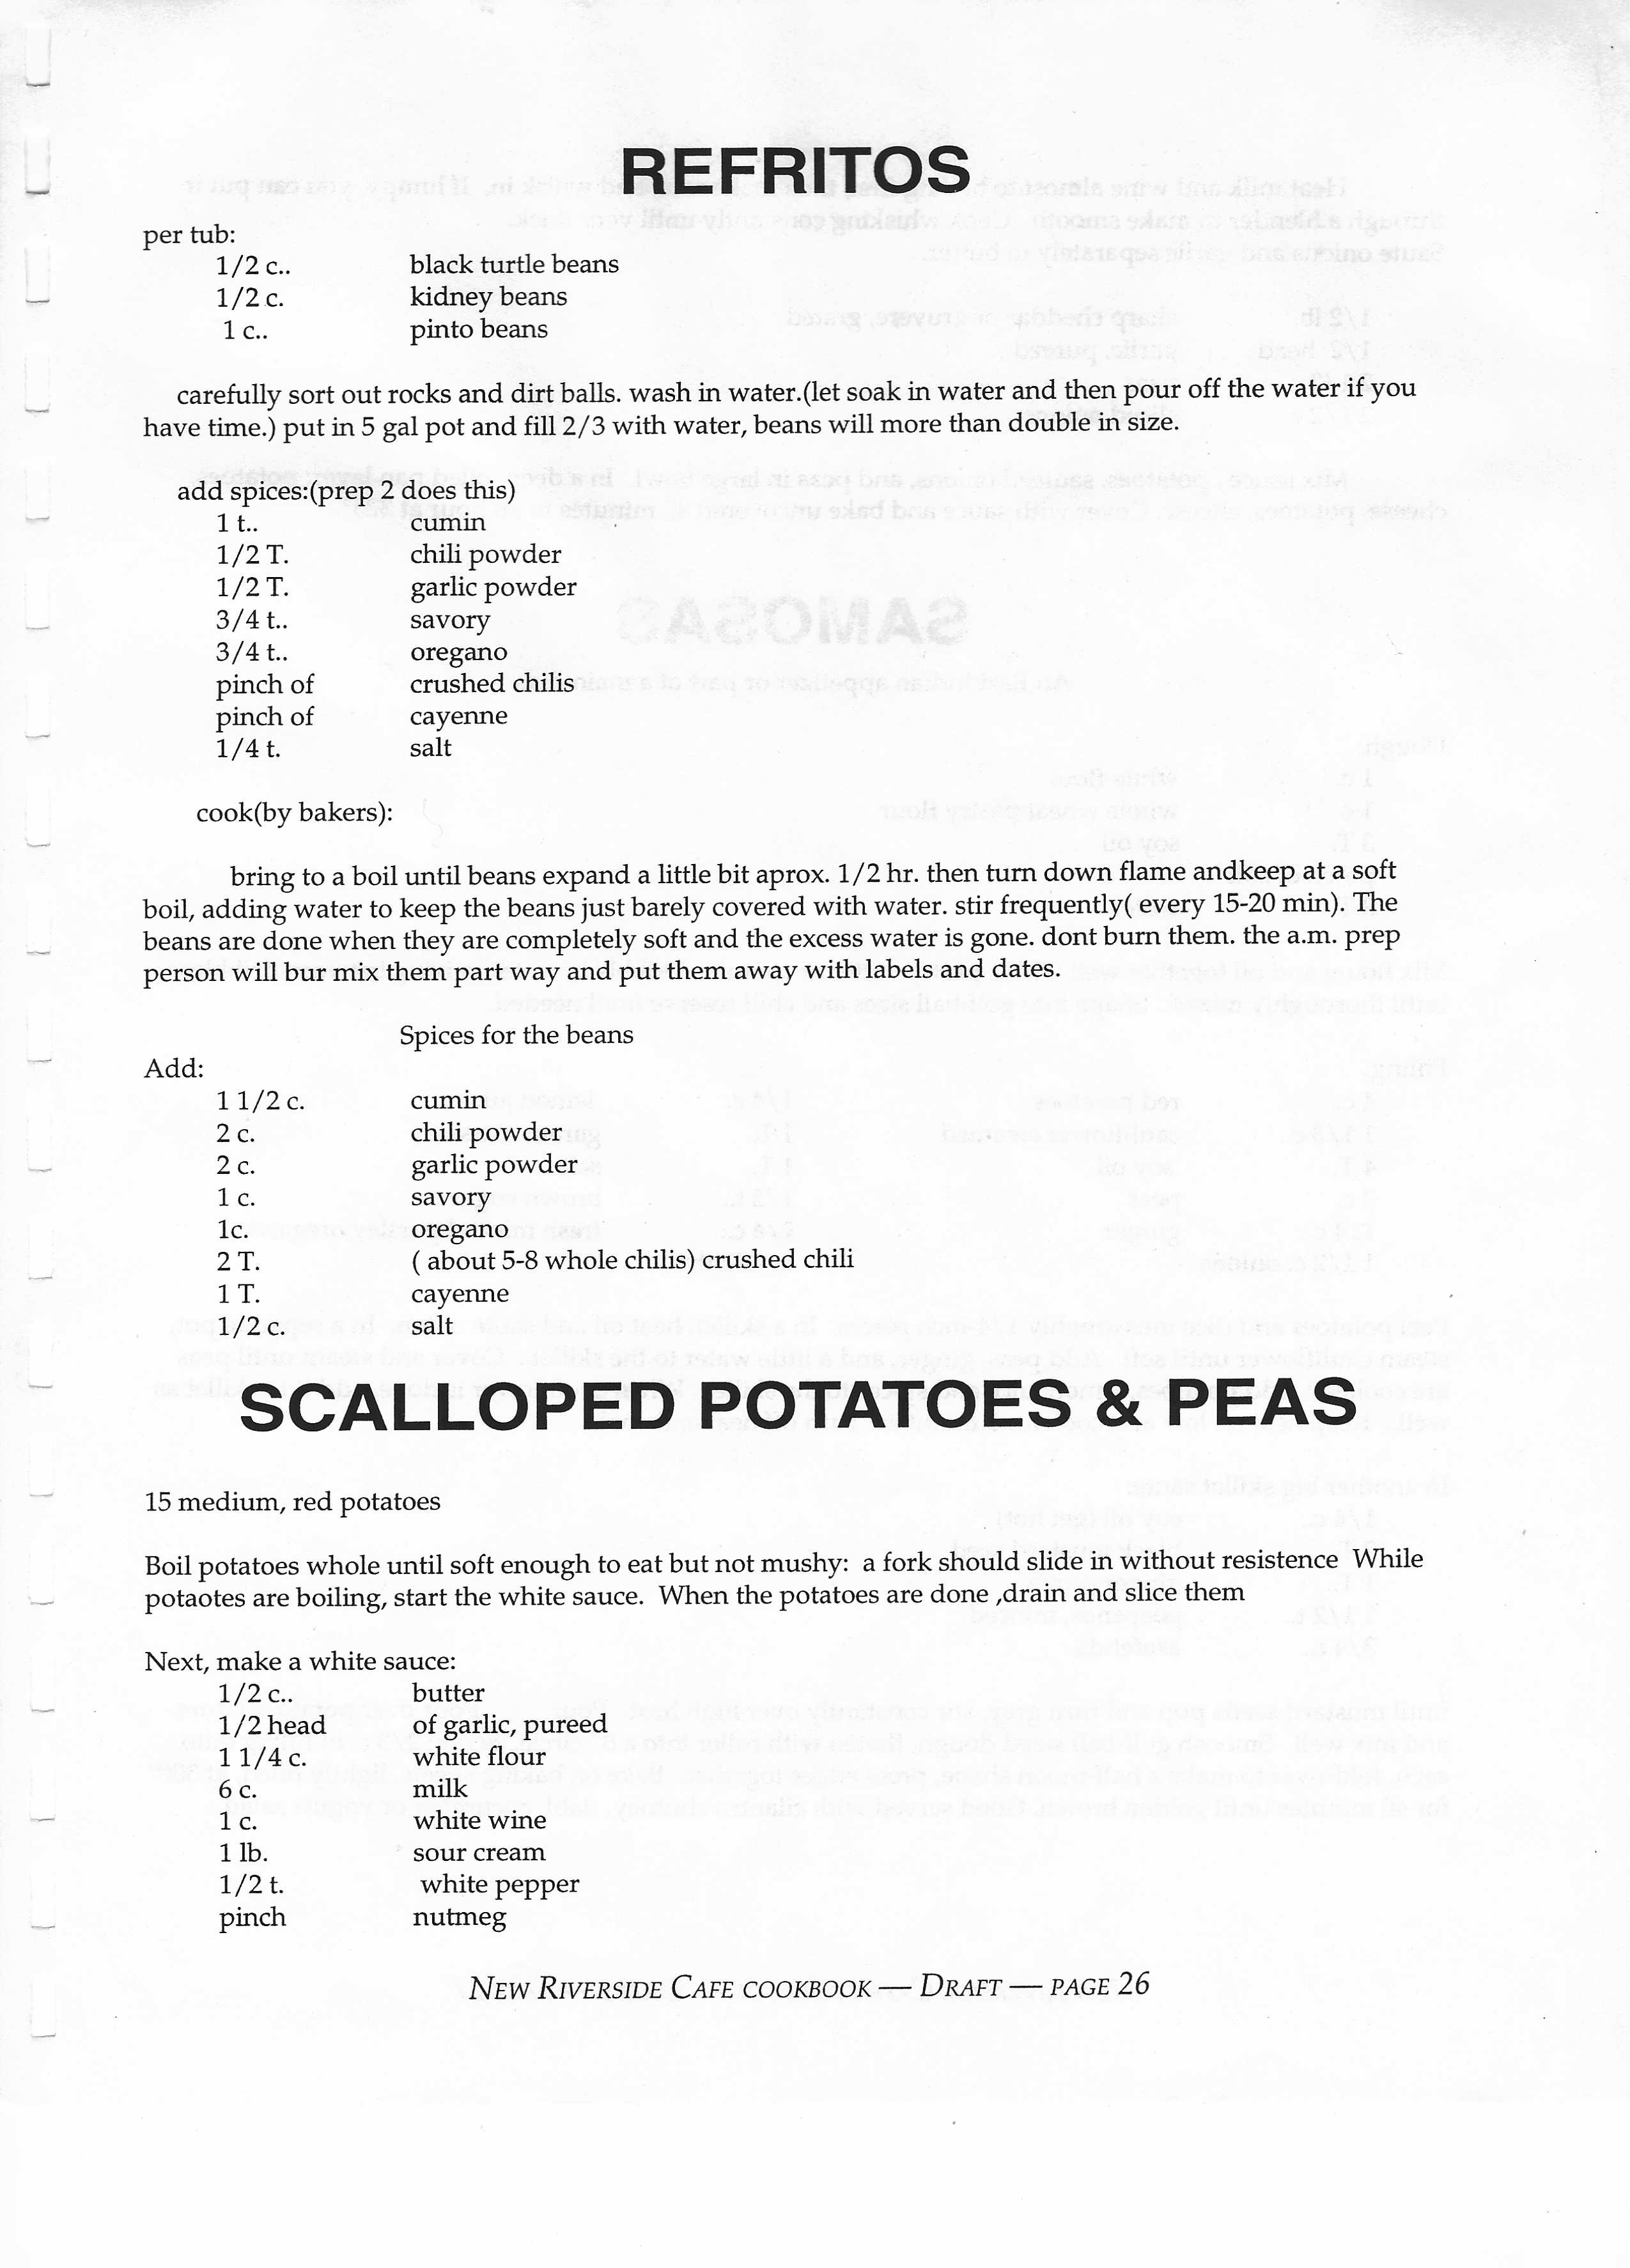 REFRITOS
per tub:
1/2 c.. black turtle beans
1/2 c. kidney beans
1 c.. pinto beans
carefully sort out rocks and dirt balls. wash in water.(let soak in water and then pour off the water if you
have time.) put in 5 gal pot and fill 2/3 with water, beans will more than double in size.
add spices:(prep 2 does this)
1 t.. cumin
1/2 T. chili powder
1/2 T. garlic powder
3/4 t.. savory
3/4 t.. oregano
pinch of crushed chilis
pinch of cayenne
1/4 t. salt
cook(by bakers):
bring to a boil until beans expand a little bit aprox. 1/2 hr. then turn down flame andkeep at a soft
boil, adding water to keep the beans just barely covered with water. stir frequently( every 15-20 min). The
beans are done when they are completely soft and the excess water is gone. dont burn them. the a.m. prep
person will bur mix them part way and put them away with labels and dates.
Spices for the beans
Add:
1 1/2 c. cumin
2 c. chili powder
2 c. garlic powder
1 c. savory
1c. oregano
2 T. ( about 5-8 whole chilis) crushed chili
1 T. cayenne
1/2 c. salt
SCALLOPED POTATOES & PEAS
15 medium, red potatoes
Boil potatoes whole until soft enough to eat but not mushy: a fork should slide in without resistence While
potaotes are boiling, start the white sauce. When the potatoes are done ,drain and slice them
Next, make a white sauce:
1/2 c.. butter
1/2 head of garlic, pureed
1 1/4 c. white flour
6 c. milk
1 c. white wine
1 lb. sour cream
1/2 t. white pepper
pinch nutmeg
NEW RIVERSIDE CAFE COOKBOOK — DRAFT — PAGE 26